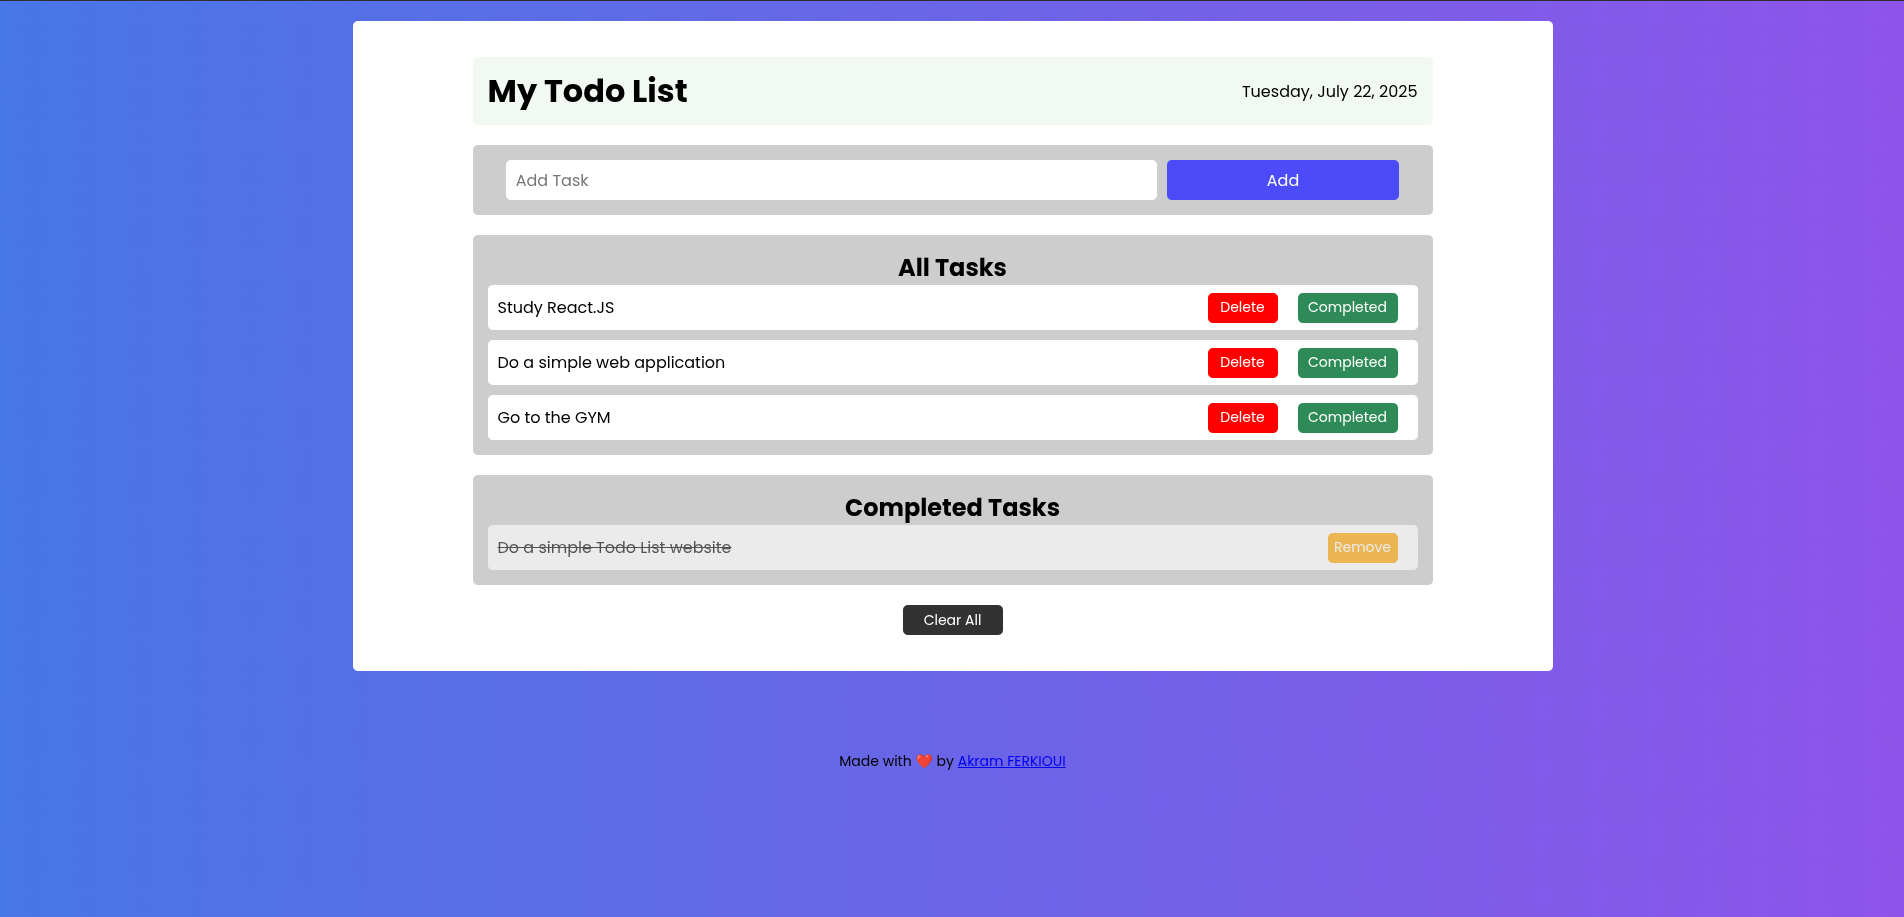 My Todo List
Tuesday, July 22, 2025
Add Task
Add
All Tasks
Study React.JS
Delete
Completed
Do a simple web application
Delete
Completed
Go to the GYM
Delete
Completed
Completed Tasks
Do a simple Todo List website
Remove
Clear All
Made with ❤️ by Akram FERKIOUI